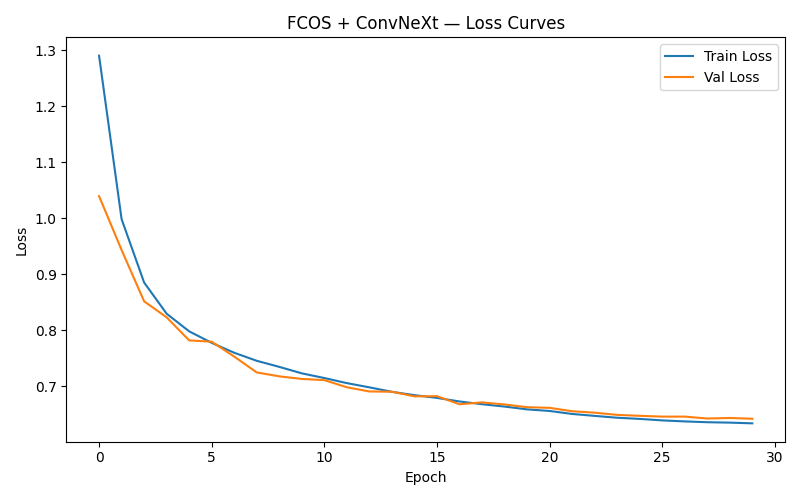 FCOS + ConvNeXt — Loss Curves
Train Loss
Val Loss
1.3
1.2
1.1
1.0
0.9
0.8
0.7
Loss
0 5 10 15 20 25 30
Epoch